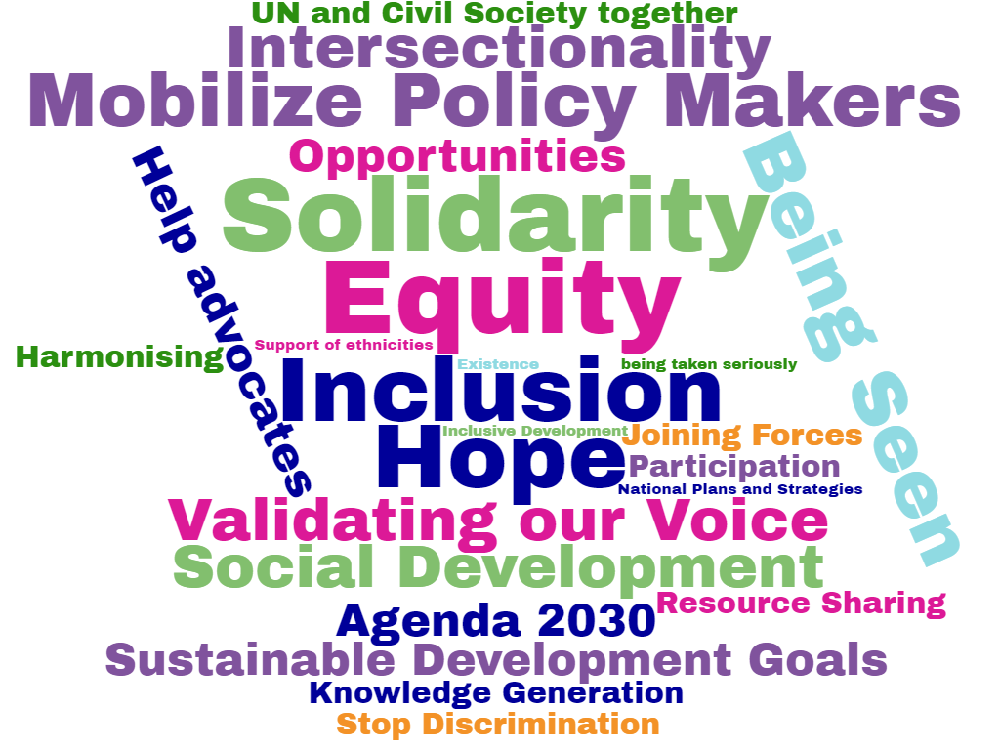 UN and Civil Society together
Intersectionality
Mobilize Policy Makers
Opportunities
Help advocates
Being Seen
Solidarity
Equity
Support of ethnicities
Harmonising
Existence
being taken seriously
Inclusion
Inclusive Development
Joining Forces
Hope
Participation
National Plans and Strategies
Validating our Voice
Social Development
Resource Sharing
Agenda 2030
Sustainable Development Goals
Knowledge Generation
Stop Discrimination